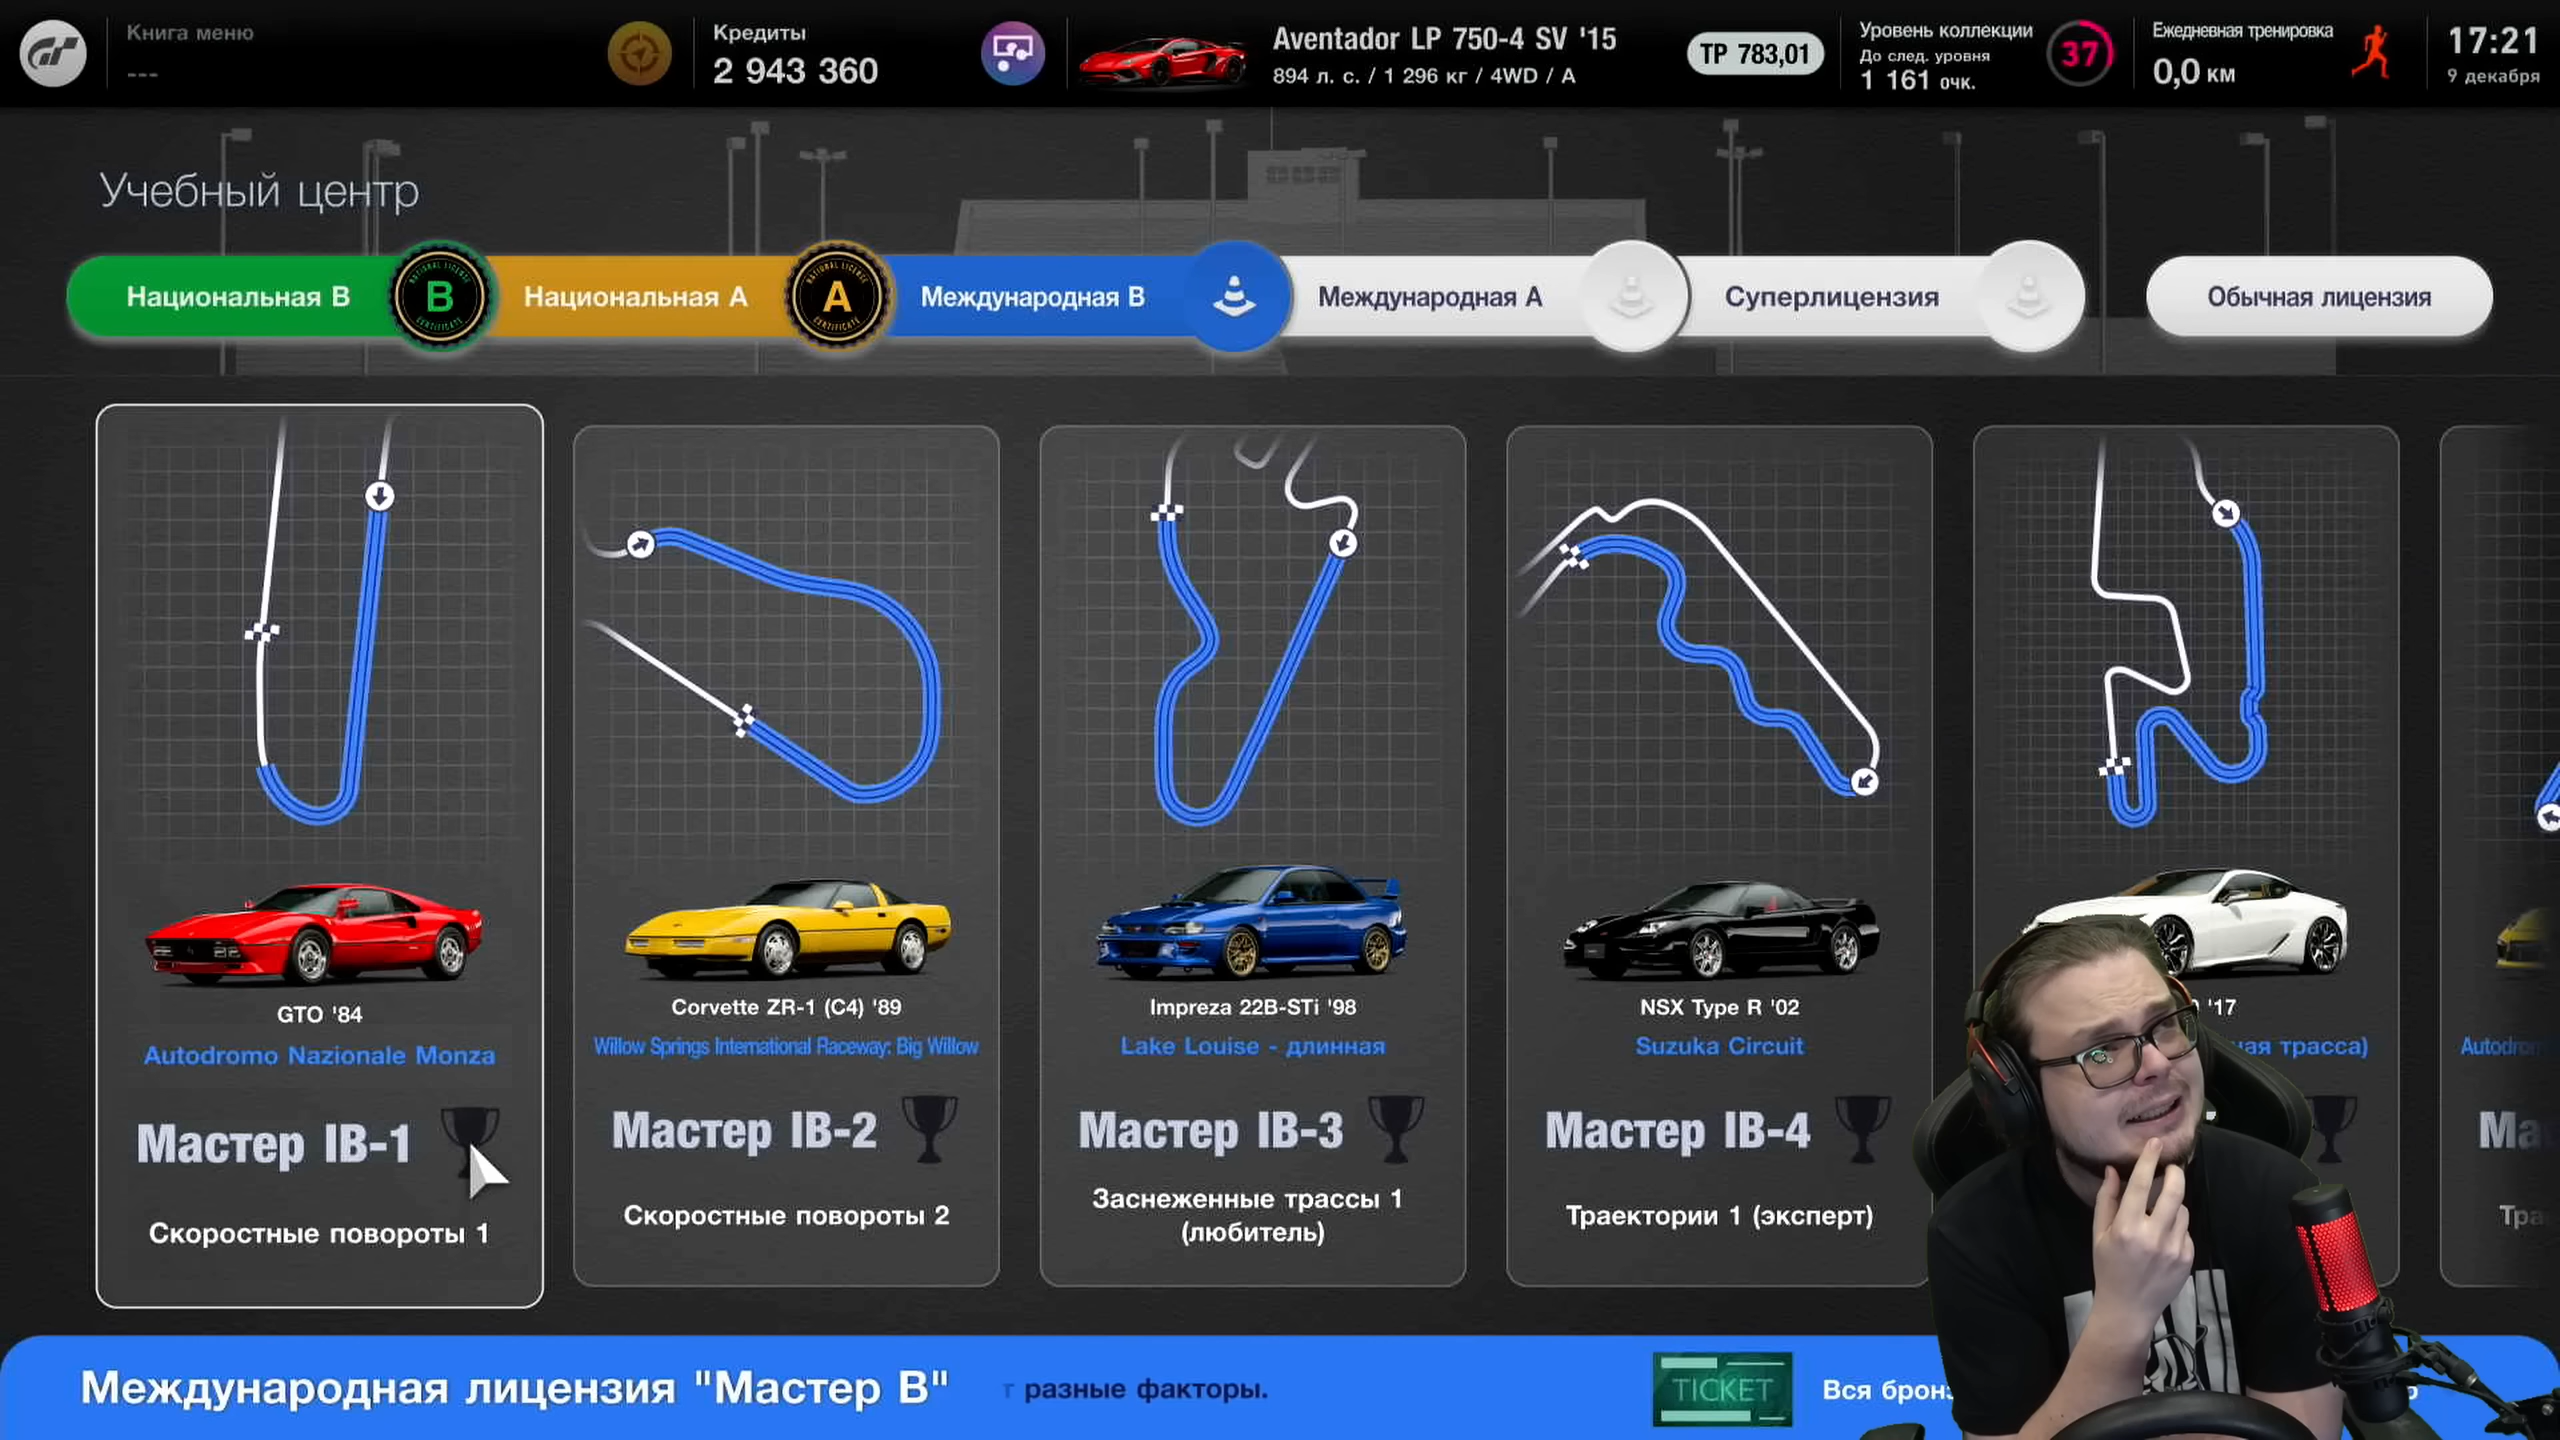 Книга меню
---
Кредиты
2 943 360
Aventador LP 750-4 SV '15
894 л. с. / 1 296 кг / 4WD / A
TP 783,01
Уровень коллекции
До след. уровня
1 161 очк.
37
Ежедневная тренировка
0,0 км
17:21
9 декабря
Учебный центр
Национальная B
B
Национальная A
A
Международная B
Международная A
Суперлицензия
Обычная лицензия
GTO '84
Autodromo Nazionale Monza
Мастер IB-1
Скоростные повороты 1
Corvette ZR-1 (C4) '89
Willow Springs International Raceway: Big Willow
Мастер IB-2
Скоростные повороты 2
Impreza 22B-STi '98
Lake Louise - длинная
Мастер IB-3
Заснеженные трассы 1
(любитель)
NSX Type R '02
Suzuka Circuit
Мастер IB-4
Траектории 1 (эксперт)
'17
трасса)
Международная лицензия "Мастер B"
разные факторы.
TICKET
Вся